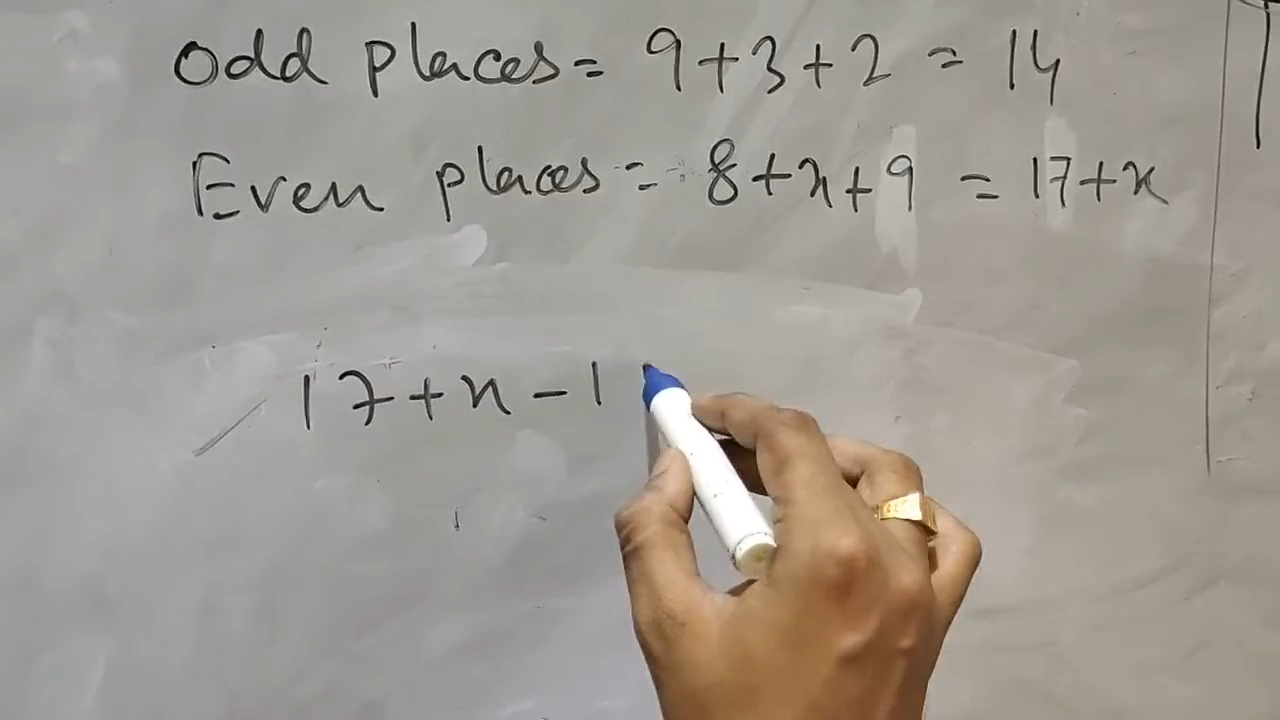 Odd places = 9+3+2 = 14
Even places = 8+x+9 = 17+x
17+x-1